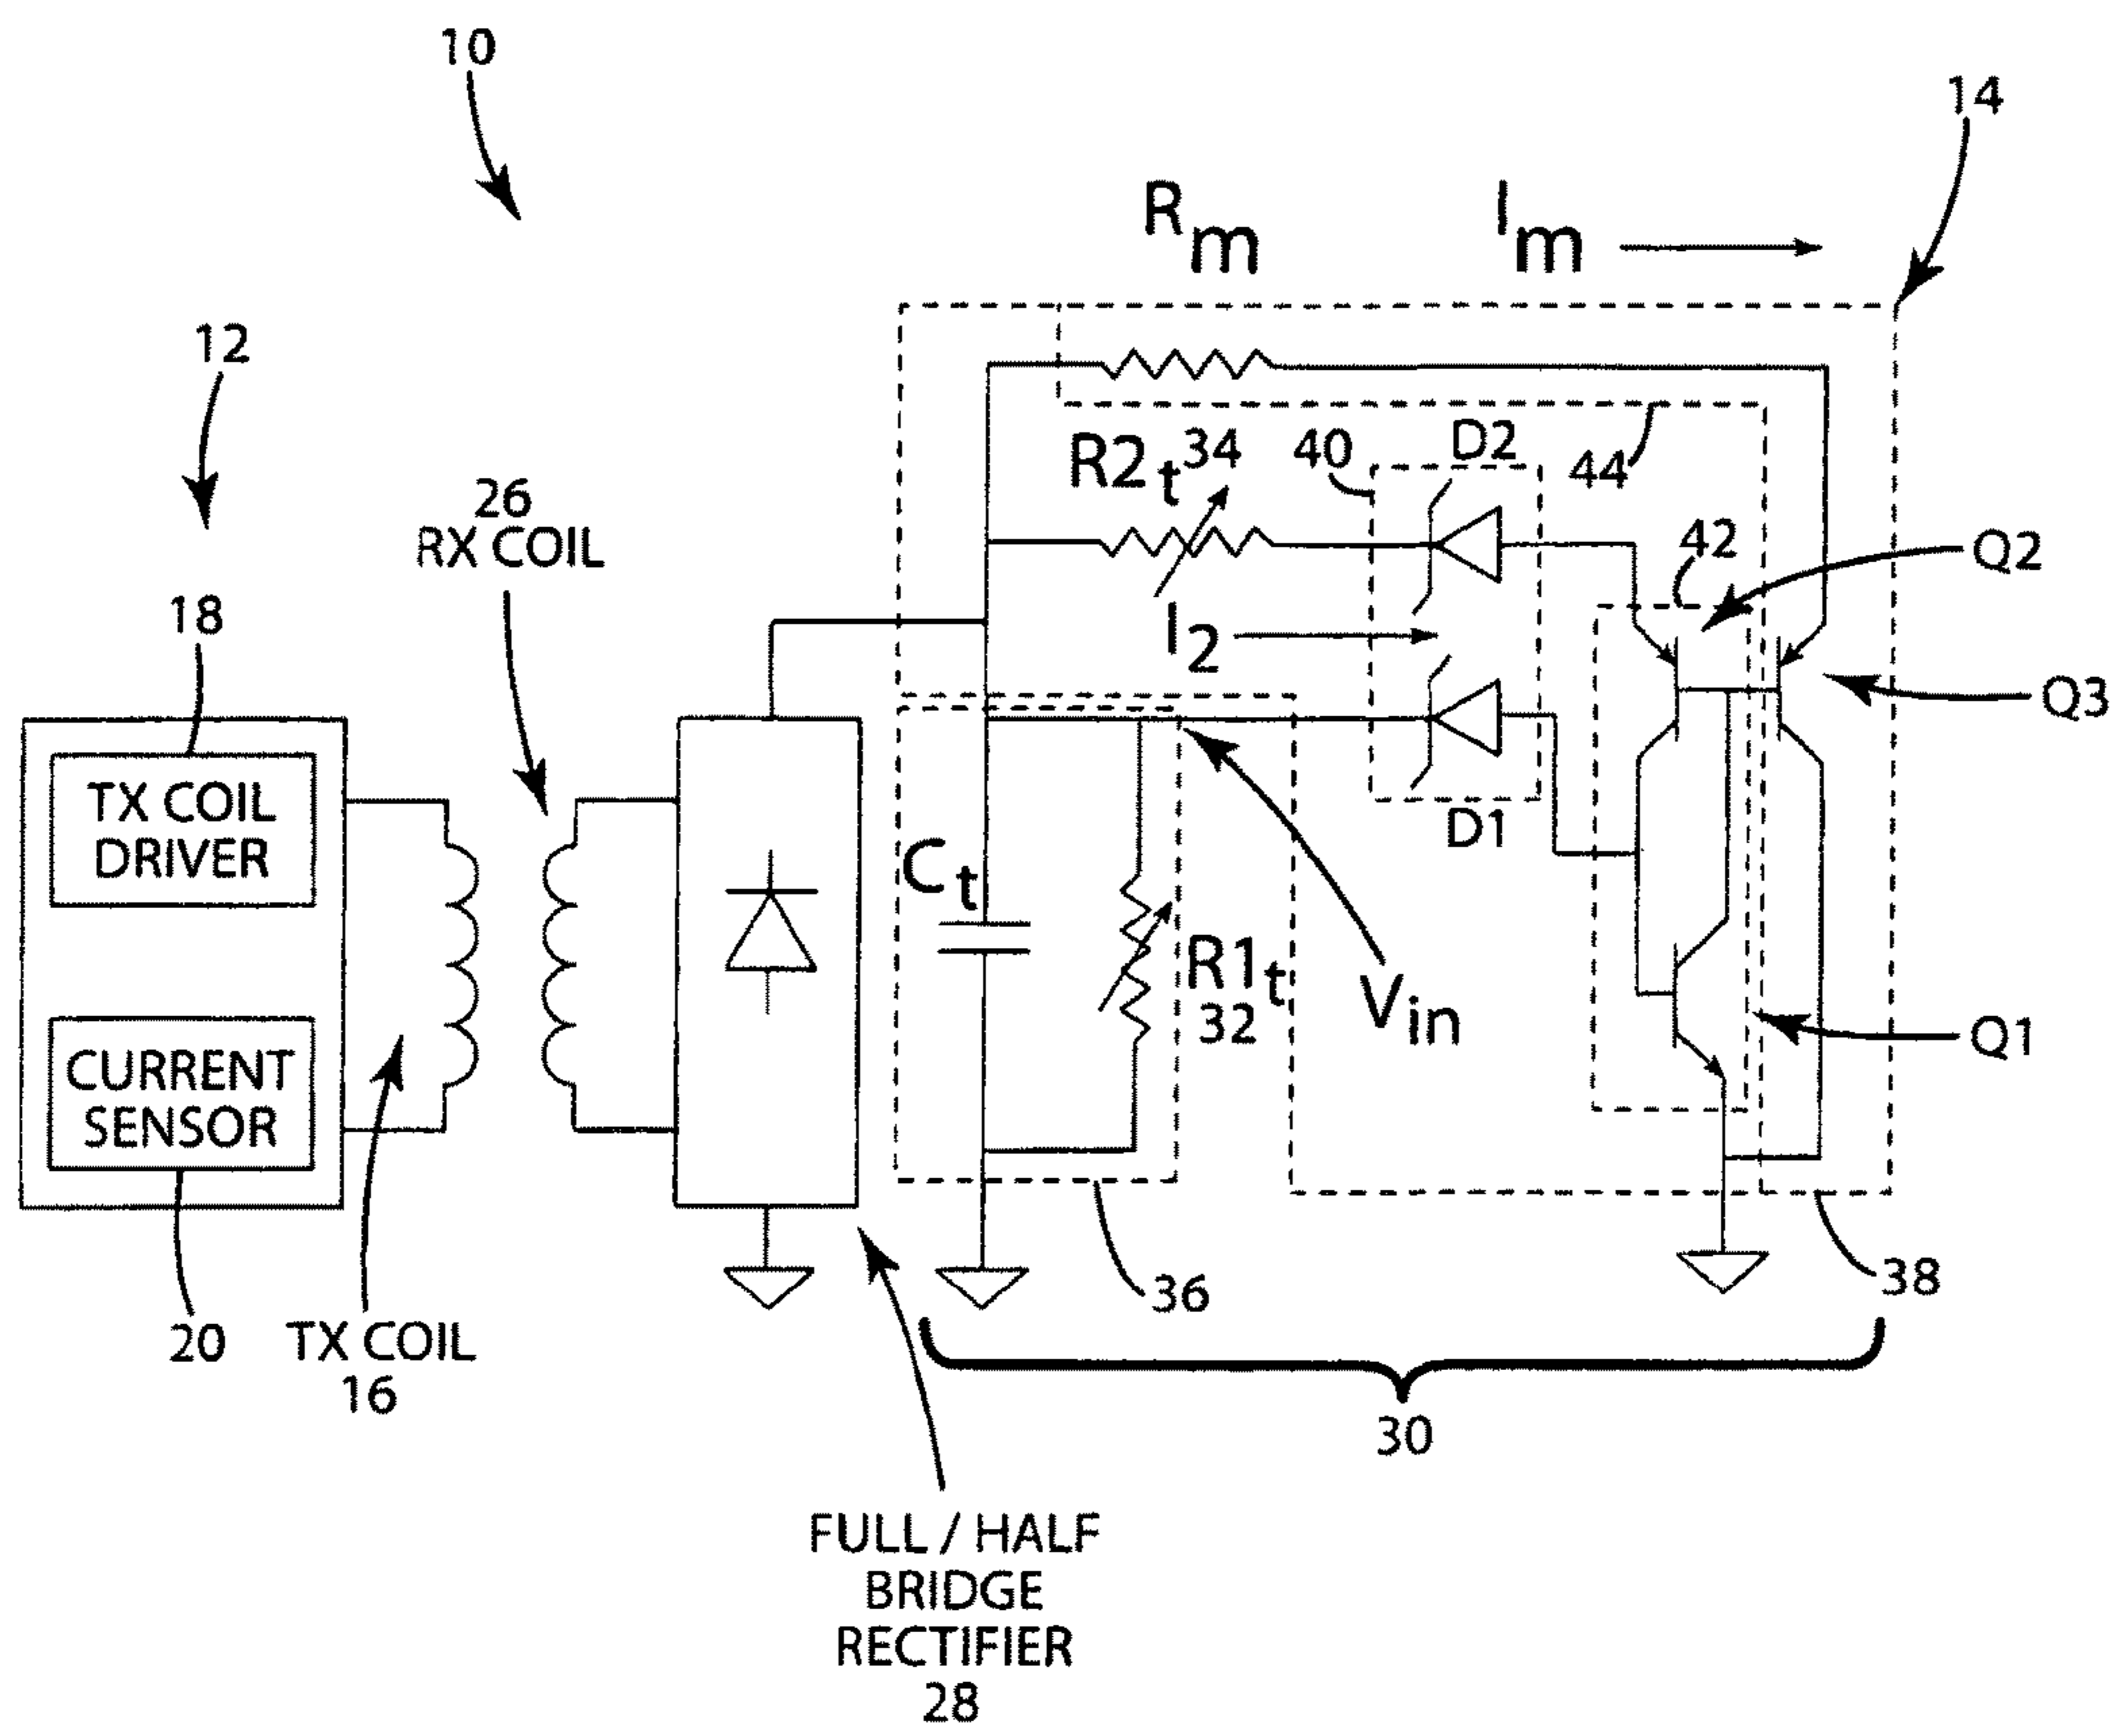 10
14
R m
I m
12
R2 t 34
40
D2
44
26
RX COIL
42
Q2
18
I 2
Q3
TX COIL
DRIVER
D1
C t
R1 t
32
V in
Q1
CURRENT
SENSOR
36
38
20
TX COIL
16
30
FULL / HALF
BRIDGE
RECTIFIER
28